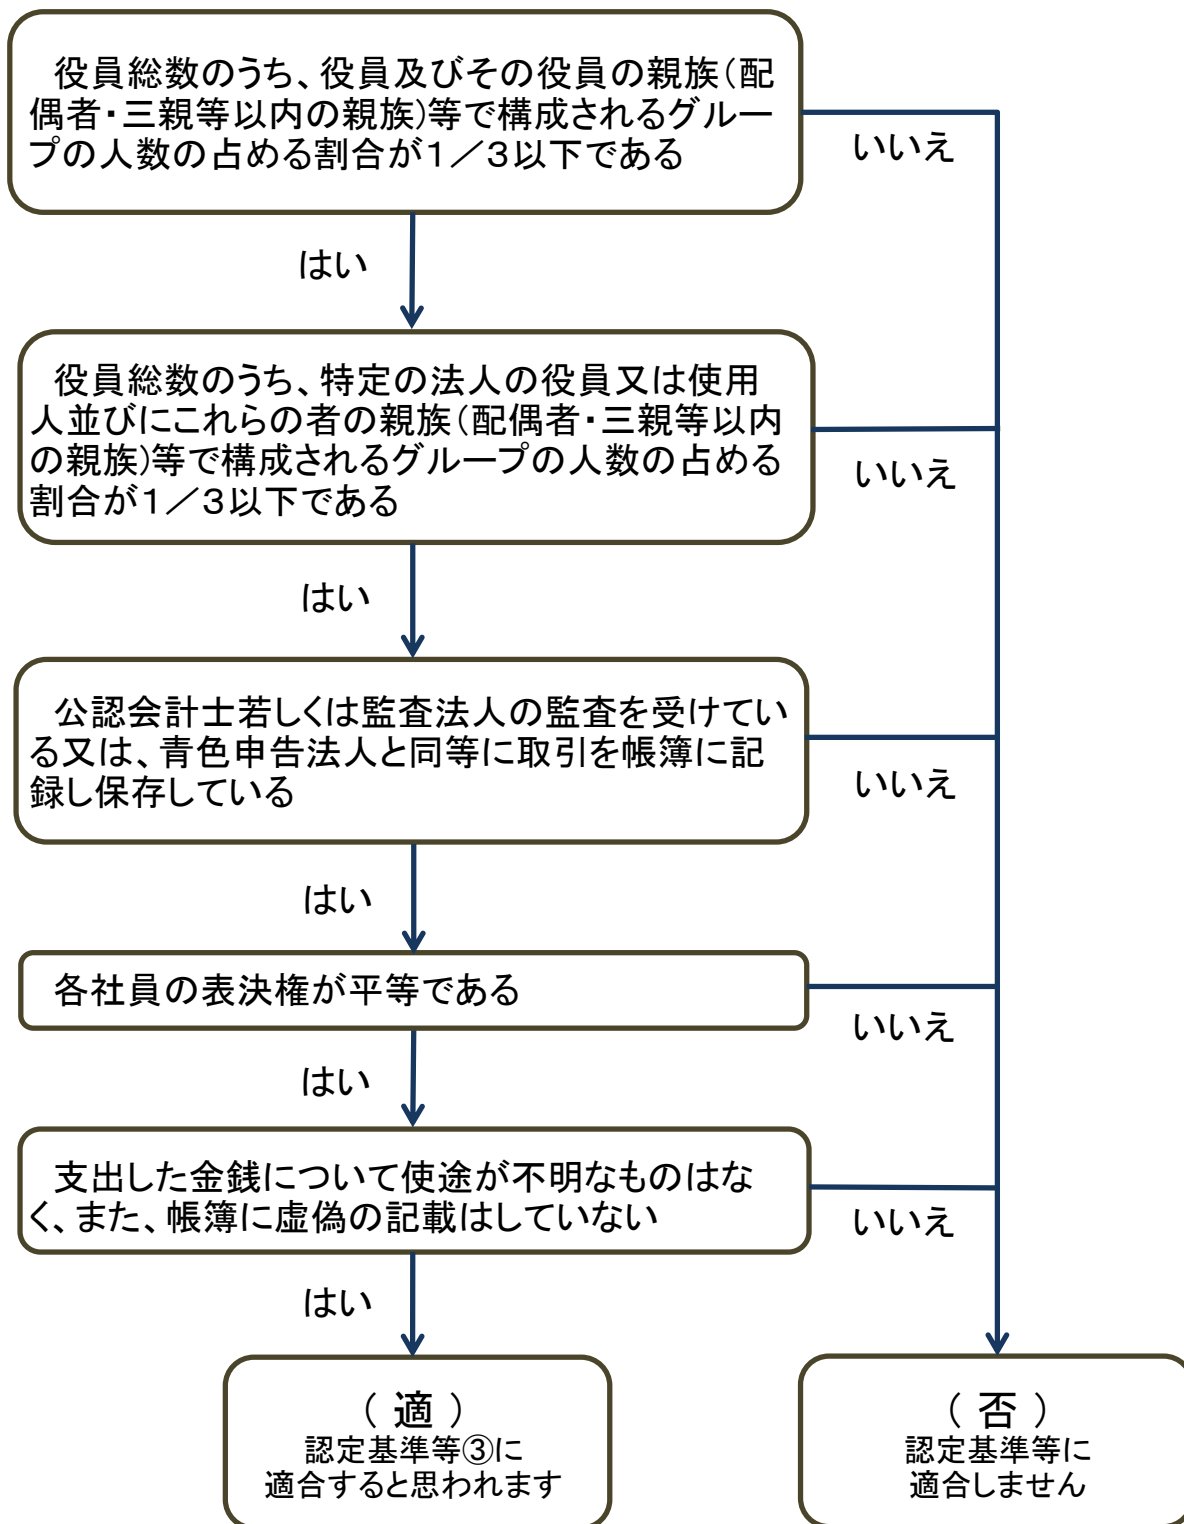 役員総数のうち、役員及びその役員の親族(配
偶者・三親等以内の親族)等で構成されるグルー
プの人数の占める割合が1/3以下である
いいえ
はい
役員総数のうち、特定の法人の役員又は使用
人並びにこれらの者の親族(配偶者・三親等以内
の親族)等で構成されるグループの人数の占める
割合が1/3以下である
いいえ
はい
公認会計士若しくは監査法人の監査を受けてい
る又は、青色申告法人と同等に取引を帳簿に記
録し保存している
いいえ
はい
各社員の表決権が平等である
いいえ
はい
支出した金銭について使途が不明なものはな
く、また、帳簿に虚偽の記載はしていない
いいえ
はい
(適)
認定基準等③に
適合すると思われます
(否)
認定基準等に
適合しません